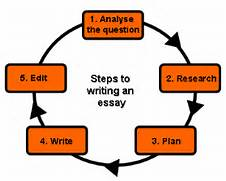 1. Analyse
the question
2. Research
3. Plan
4. Write
5. Edit
Steps to
writing an
essay